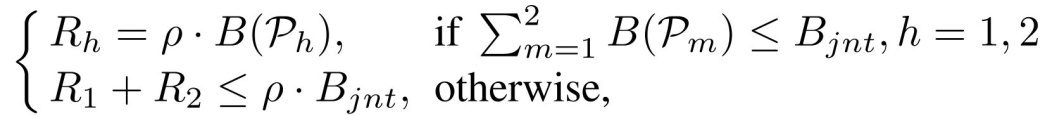 { R_h = ρ · B(𝒫_h), if ∑_{m=1}^{2} B(𝒫_m) ≤ B_{jnt}, h = 1, 2
R_1 + R_2 ≤ ρ · B_{jnt}, otherwise,